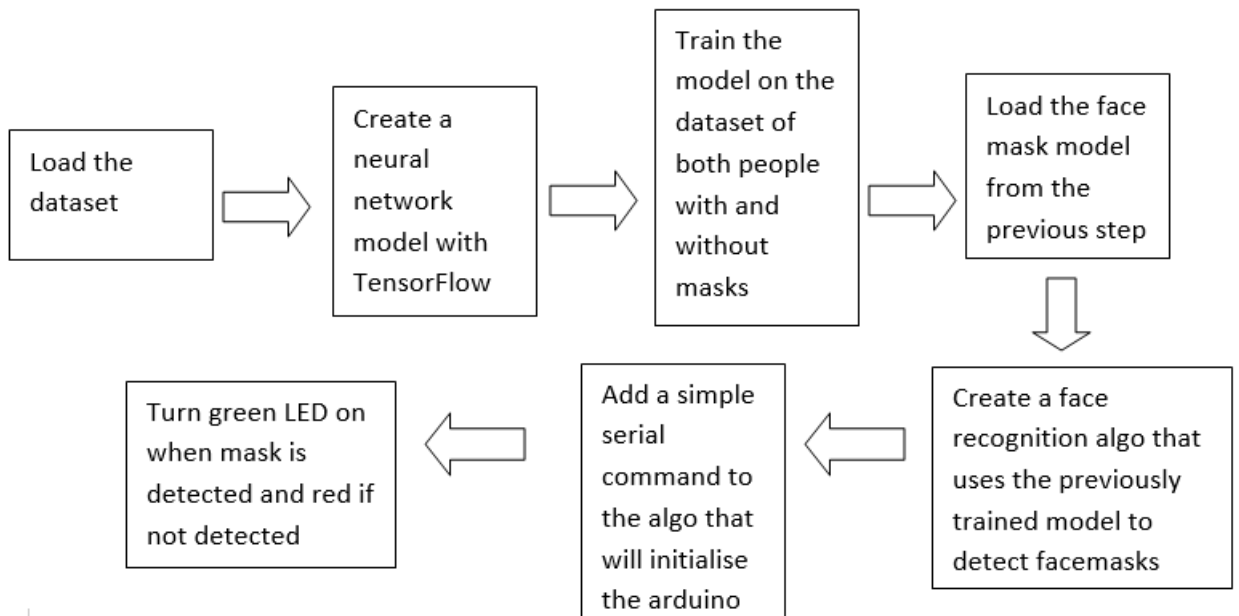 Load the
dataset
Create a
neural
network
model with
TensorFlow
Train the
model on the
dataset of
both people
with and
without
masks
Load the face
mask model
from the
previous step
Create a face
recognition algo that
uses the previously
trained model to
detect facemasks
Add a simple
serial
command to
the algo that
will initialise
the arduino
Turn green LED on
when mask is
detected and red if
not detected